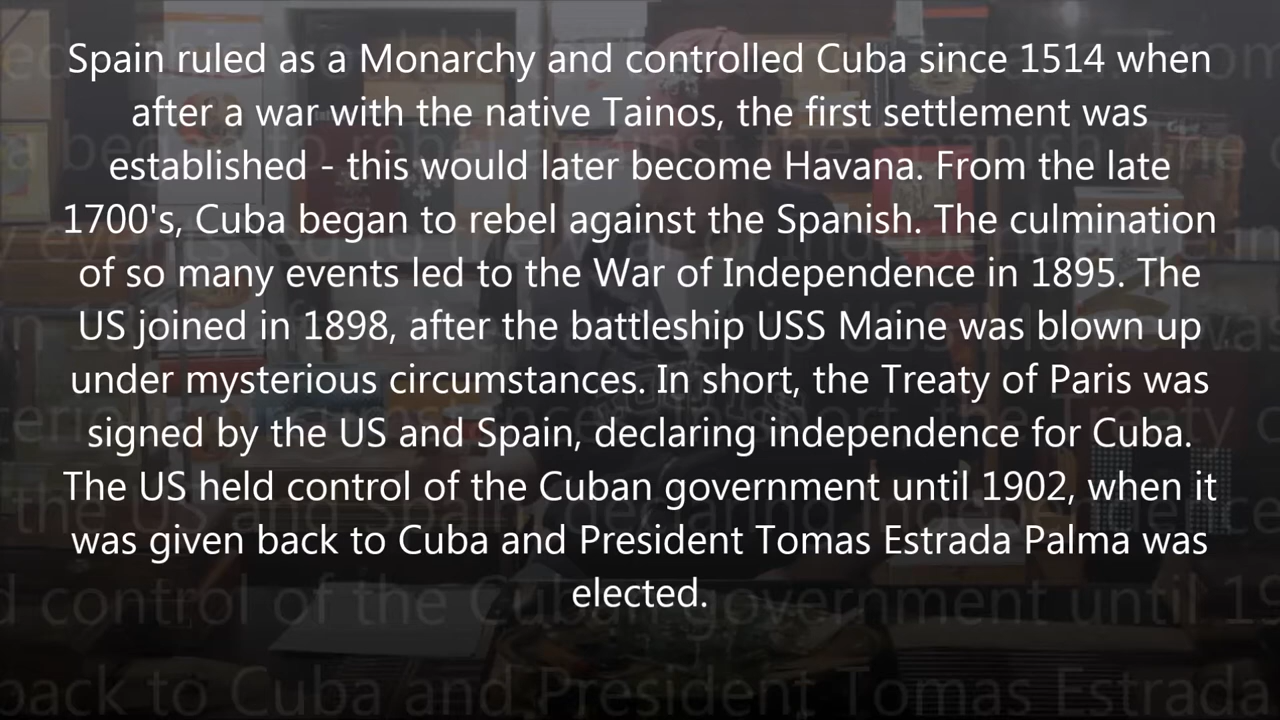 Spain ruled as a Monarchy and controlled Cuba since 1514 when
after a war with the native Tainos, the first settlement was
established - this would later become Havana. From the late
1700's, Cuba began to rebel against the Spanish. The culmination
of so many events led to the War of Independence in 1895. The
US joined in 1898, after the battleship USS Maine was blown up
under mysterious circumstances. In short, the Treaty of Paris was
signed by the US and Spain, declaring independence for Cuba.
The US held control of the Cuban government until 1902, when it
was given back to Cuba and President Tomas Estrada Palma was
elected.